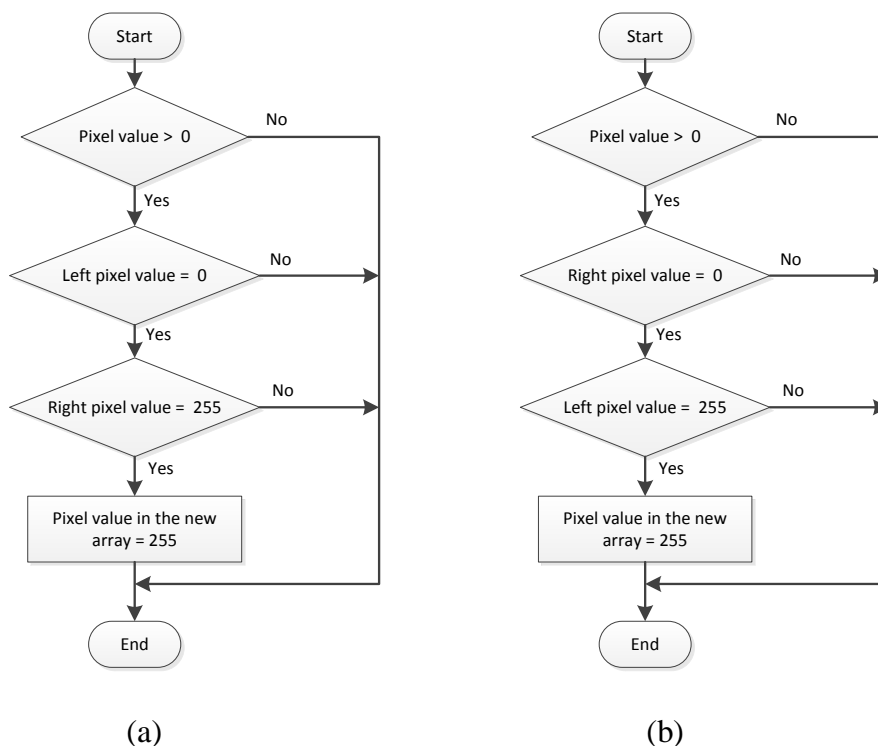 Start
Pixel value > 0
No
Yes
Left pixel value = 0
No
Yes
Right pixel value = 255
No
Yes
Pixel value in the new
array = 255
End
(a)
Start
Pixel value > 0
No
Yes
Right pixel value = 0
No
Yes
Left pixel value = 255
No
Yes
Pixel value in the new
array = 255
End
(b)